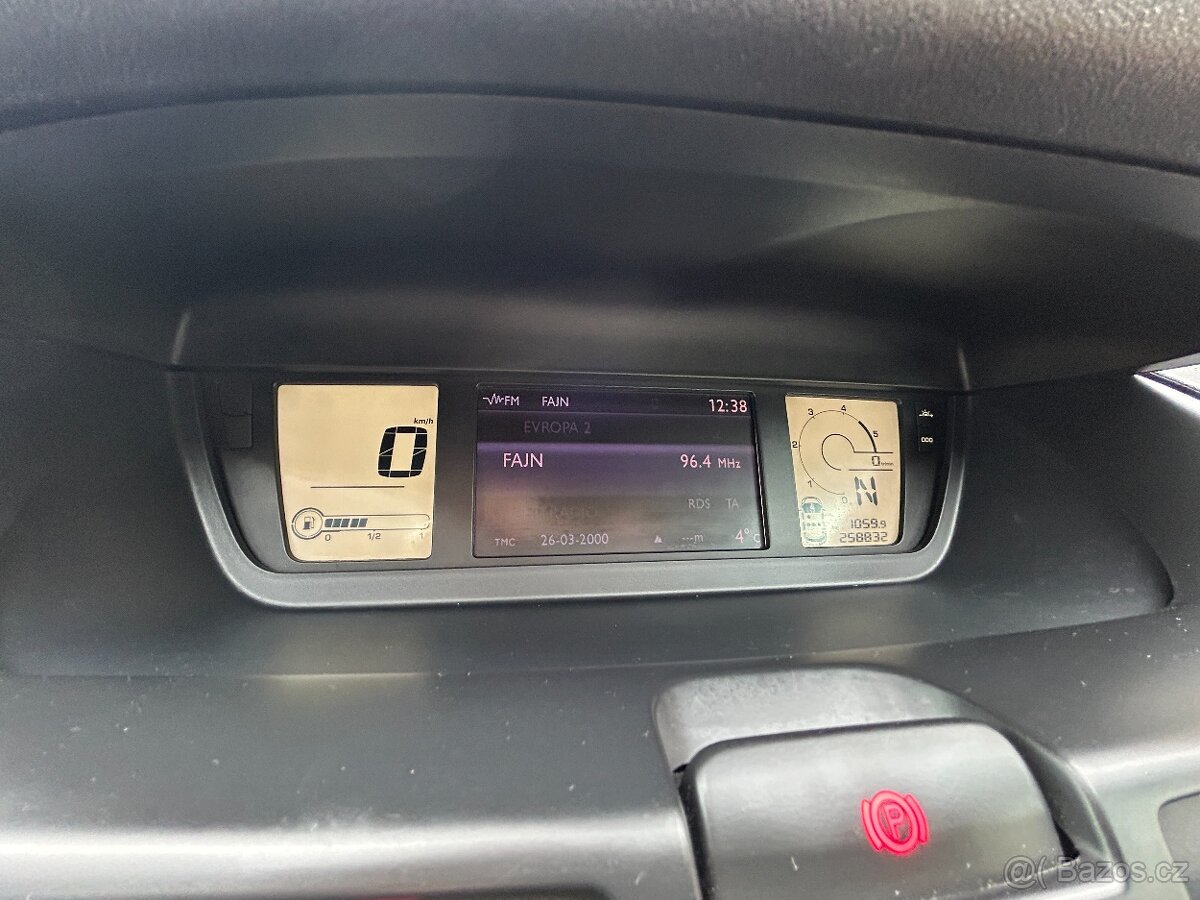 km/h
0
0 1/2 1
FM FAJN 12:38
EVROPA 2
FAJN 96.4 MHz
RDS TA
TMC 26-03-2000 ---m 4°C
3 4
2 5
0
1 0
N
1059.9
258832
P
@( Bazos.cz